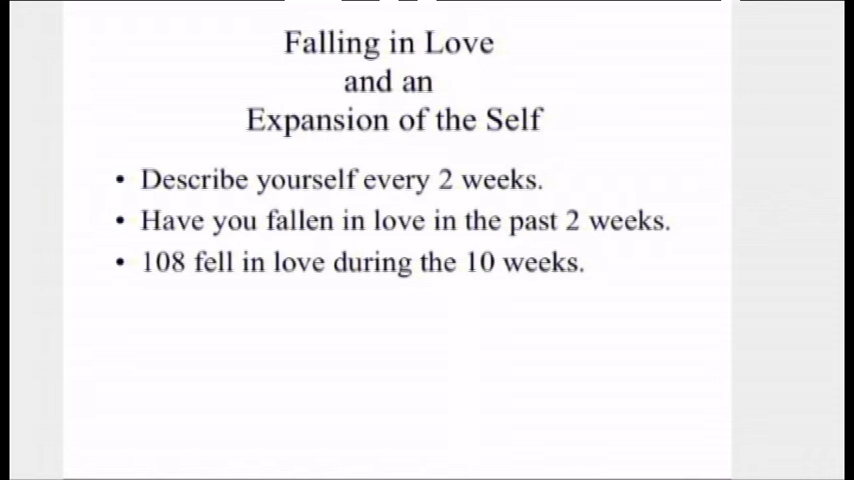 Falling in Love
and an
Expansion of the Self
• Describe yourself every 2 weeks.
• Have you fallen in love in the past 2 weeks.
• 108 fell in love during the 10 weeks.